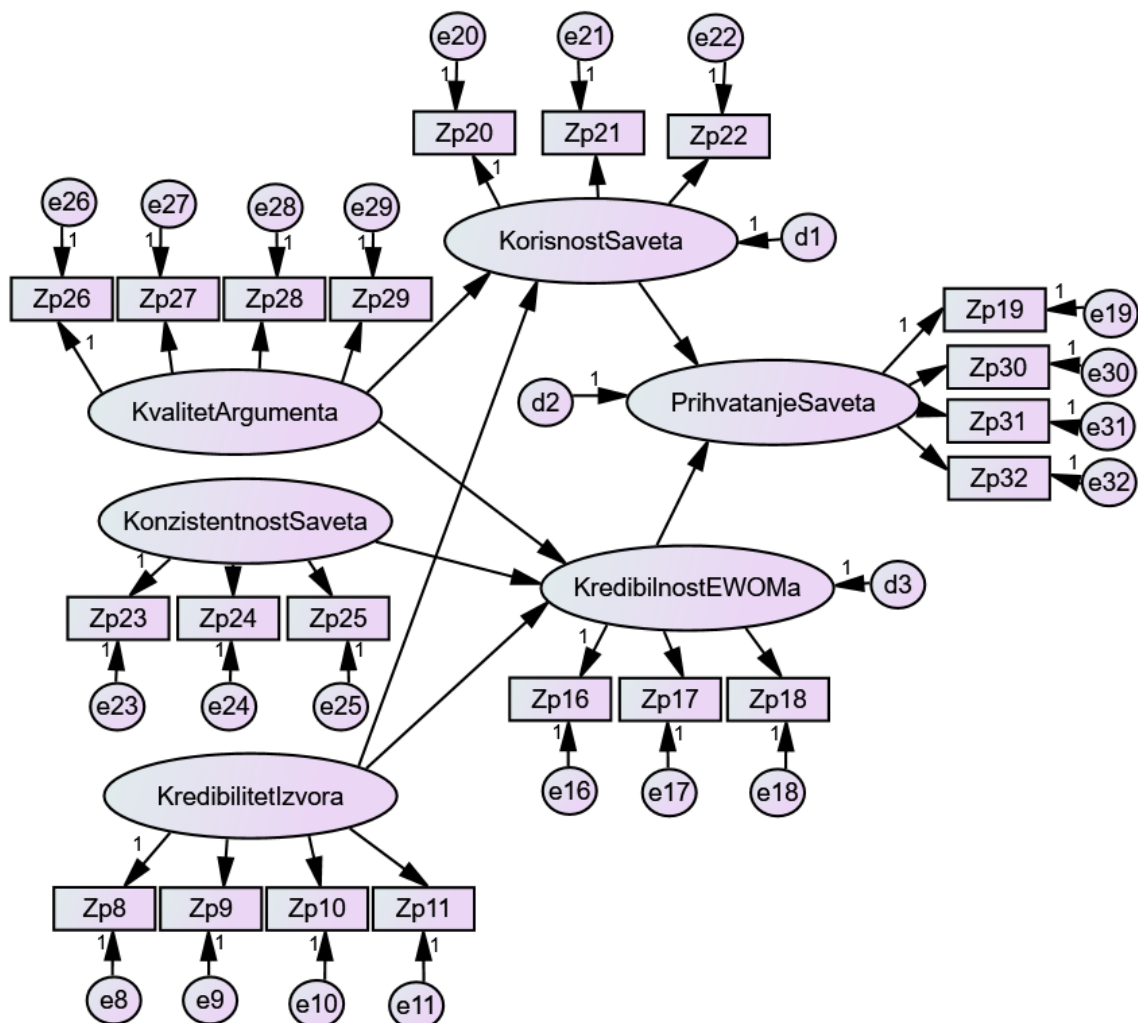 e20
e21
e22
1
1
1
Zp20
Zp21
Zp22
1
e26
e27
e28
e29
1
1
1
1
Zp26
Zp27
Zp28
Zp29
1
KorisnostSaveta
1
d1
KvalitetArgumenta
1
Zp19
1
e19
Zp30
1
e30
Zp31
1
e31
Zp32
1
e32
d2
1
PrihvatanjeSaveta
KonzistentnostSaveta
1
Zp23
Zp24
Zp25
1
1
1
e23
e24
e25
KredibilnostEWOMa
1
d3
1
Zp16
Zp17
Zp18
1
1
1
e16
e17
e18
KredibilitetIzvora
1
Zp8
Zp9
Zp10
Zp11
1
1
1
1
e8
e9
e10
e11